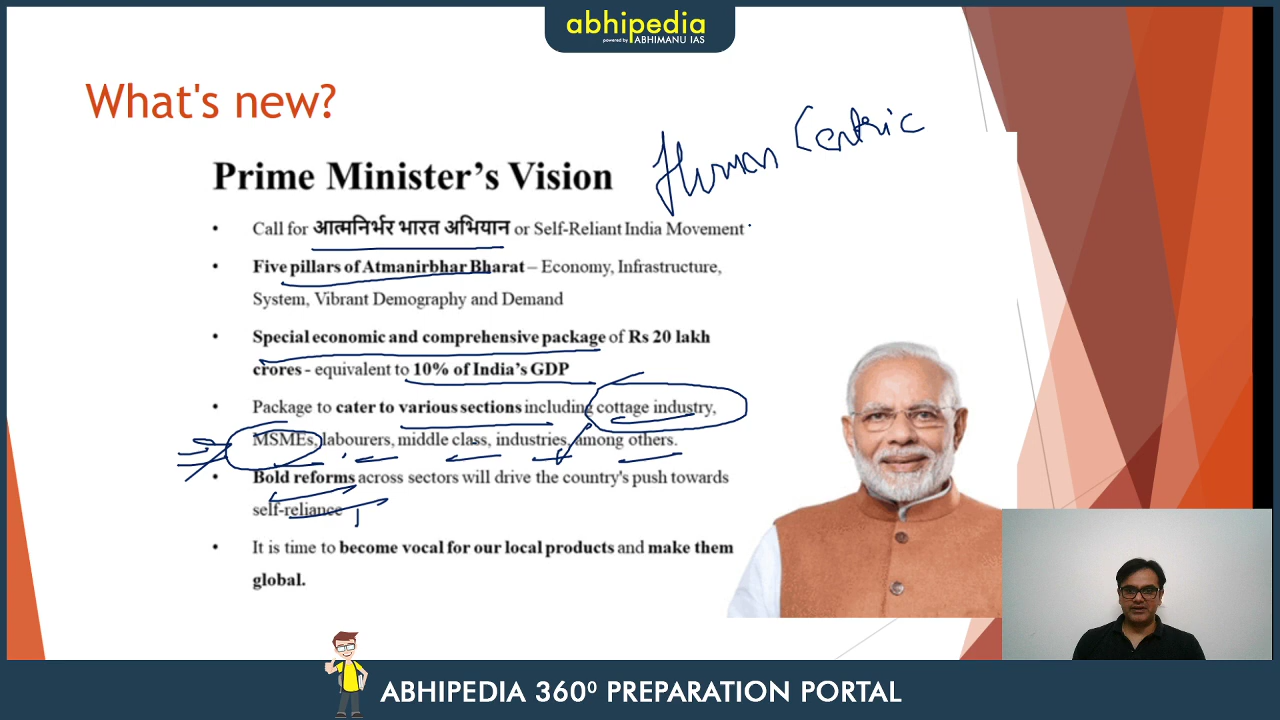 abhipedia
powered by ABHIMANU IAS
What's new?
Human Centric
Prime Minister's Vision
• Call for आत्मनिर्भर भारत अभियान or Self-Reliant India Movement
• Five pillars of Atmanirbhar Bharat – Economy, Infrastructure,
System, Vibrant Demography and Demand
• Special economic and comprehensive package of Rs 20 lakh
crores - equivalent to 10% of India's GDP
• Package to cater to various sections including cottage industry,
MSMEs, labourers, middle class, industries, among others.
• Bold reforms across sectors will drive the country's push towards
self-reliance
• It is time to become vocal for our local products and make them
global.
ABHIPEDIA 360⁰ PREPARATION PORTAL